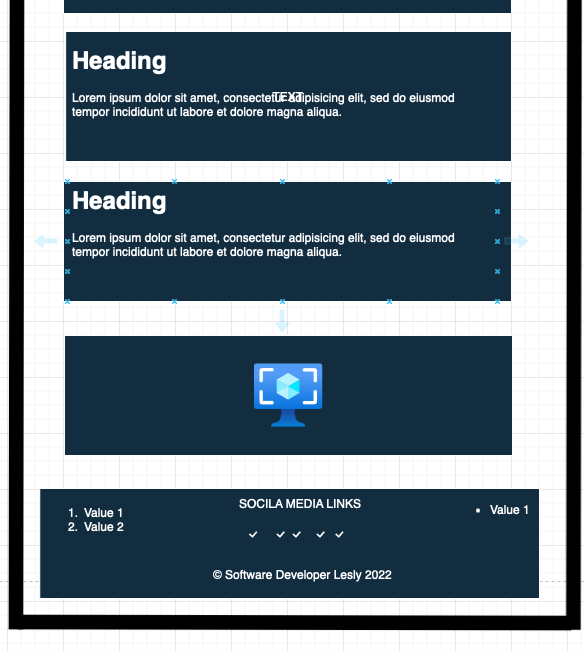 Heading
TEXT
Lorem ipsum dolor sit amet, consectetur adipisicing elit, sed do eiusmod
tempor incididunt ut labore et dolore magna aliqua.
Heading
Lorem ipsum dolor sit amet, consectetur adipisicing elit, sed do eiusmod
tempor incididunt ut labore et dolore magna aliqua.
SOCILA MEDIA LINKS
1. Value 1
2. Value 2
• Value 1
© Software Developer Lesly 2022